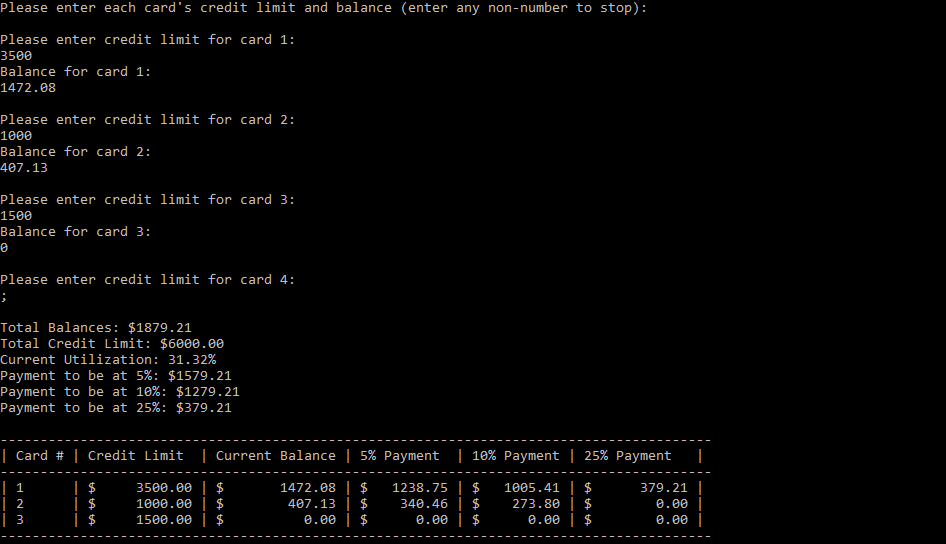 Please enter each card's credit limit and balance (enter any non-number to stop):
Please enter credit limit for card 1:
3500
Balance for card 1:
1472.08
Please enter credit limit for card 2:
1000
Balance for card 2:
407.13
Please enter credit limit for card 3:
1500
Balance for card 3:
0
Please enter credit limit for card 4:
;
Total Balances: $1879.21
Total Credit Limit: $6000.00
Current Utilization: 31.32%
Payment to be at 5%: $1579.21
Payment to be at 10%: $1279.21
Payment to be at 25%: $379.21
-----------------------------------------------------------------------------------------
| Card # | Credit Limit  | Current Balance | 5% Payment  | 10% Payment | 25% Payment   |
-----------------------------------------------------------------------------------------
| 1      | $     3500.00 | $       1472.08 | $   1238.75 | $   1005.41 | $      379.21 |
| 2      | $     1000.00 | $        407.13 | $    340.46 | $    273.80 | $        0.00 |
| 3      | $     1500.00 | $          0.00 | $      0.00 | $      0.00 | $        0.00 |
-----------------------------------------------------------------------------------------